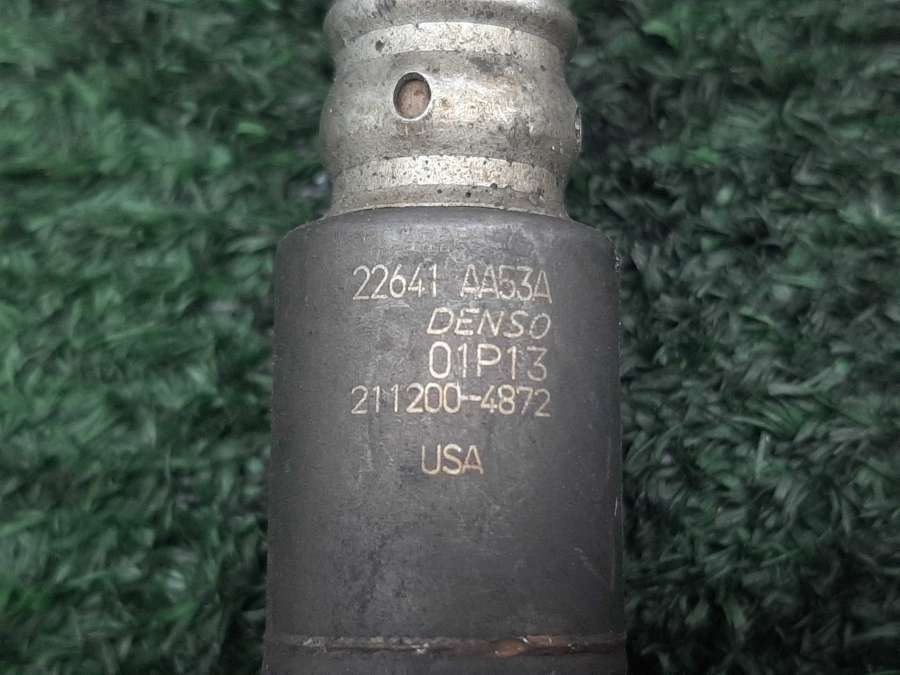 22641 AA53A
DENSO
01P13
211200-4872
USA